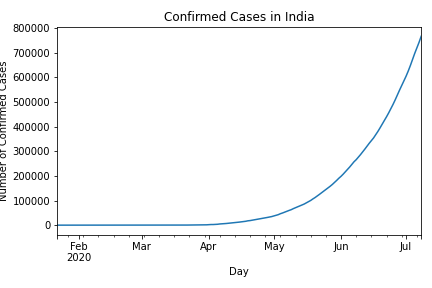 Confirmed Cases in India
Number of Confirmed Cases
800000
700000
600000
500000
400000
300000
200000
100000
0
Feb Mar Apr May Jun Jul
2020
Day